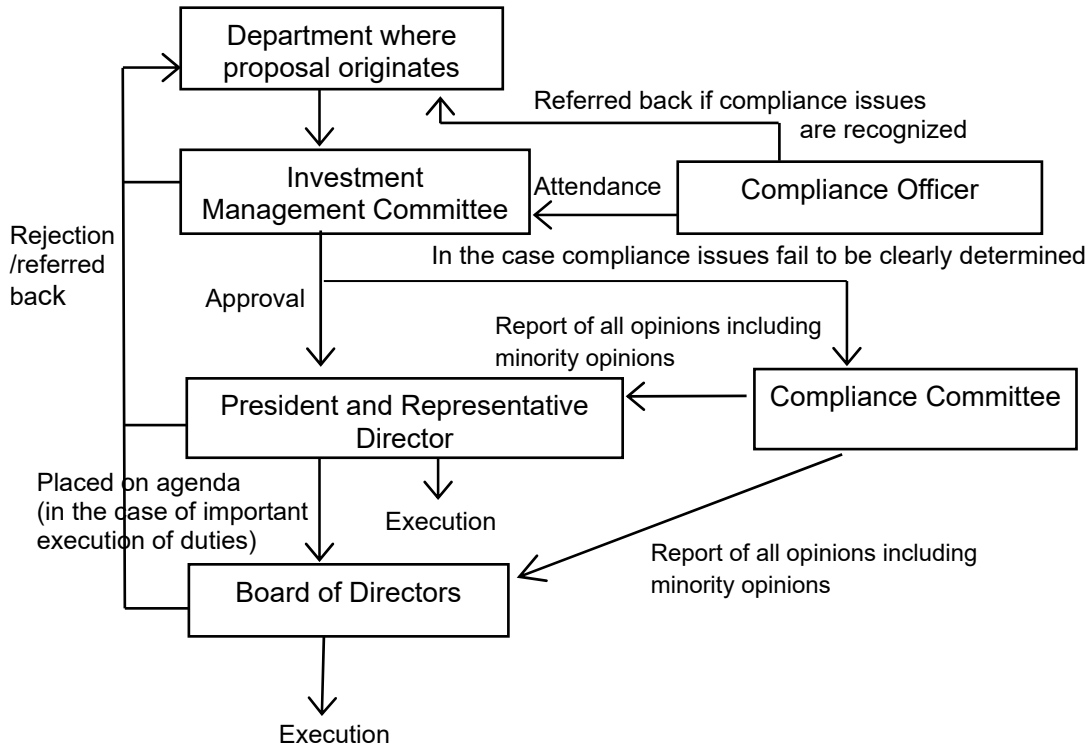 Department where
proposal originates
Referred back if compliance issues
are recognized
Investment
Management Committee
Attendance
Compliance Officer
Rejection
/referred
back
In the case compliance issues fail to be clearly determined
Approval
Report of all opinions including
minority opinions
President and Representative
Director
Compliance Committee
Placed on agenda
(in the case of important
execution of duties)
Execution
Report of all opinions including
minority opinions
Board of Directors
Execution